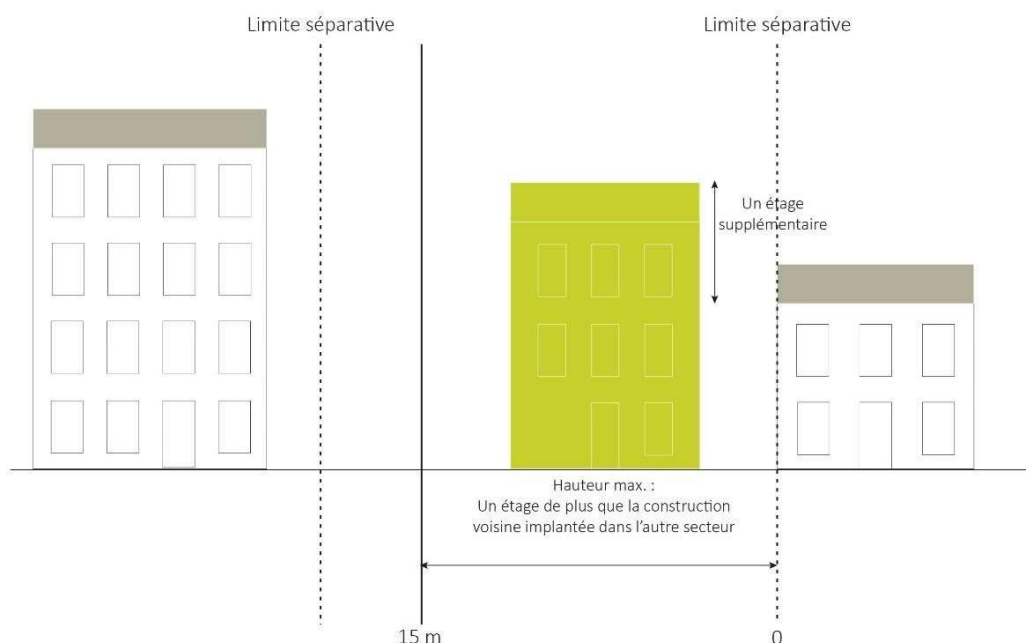 Limite séparative
Limite séparative
Un étage
supplémentaire
Hauteur max. :
Un étage de plus que la construction
voisine implantée dans l'autre secteur
15 m
0